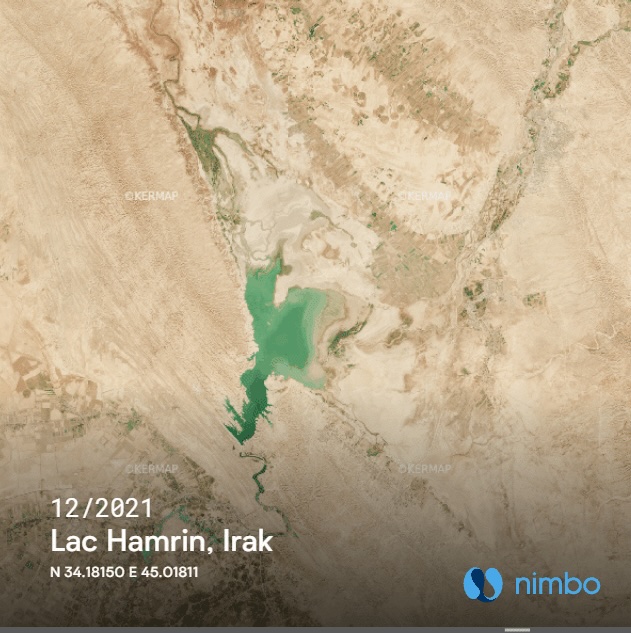 ©KERMAP ©KERMAP
©KERMAP ©KERMAP
12/2021
Lac Hamrin, Irak
N 34.18150 E 45.01811
nimbo